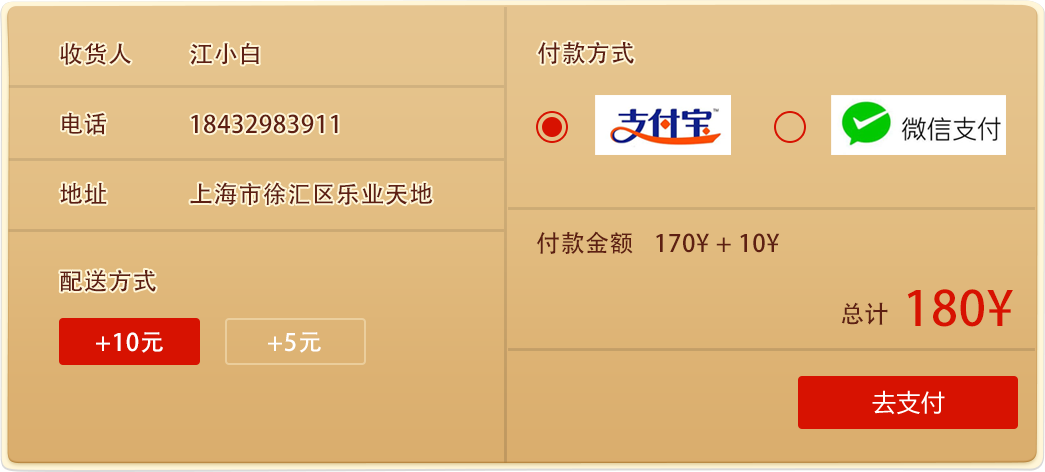 收货人 江小白
电话 18432983911
地址 上海市徐汇区乐业天地
配送方式
+10元 +5元
付款方式
支付宝™ 微信支付
付款金额 170¥ + 10¥
总计 180¥
去支付